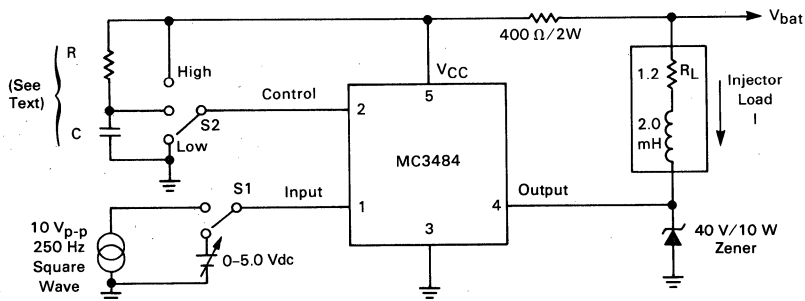 400 Ω/2W
Vbat
R
(See
Text)
C
High
Low
S2
Control
VCC
5
2
MC3484
1
4
3
Output
1.2
RL
2.0
mH
Injector
Load
I
S1
Input
10 Vp-p
250 Hz
Square
Wave
0–5.0 Vdc
40 V/10 W
Zener